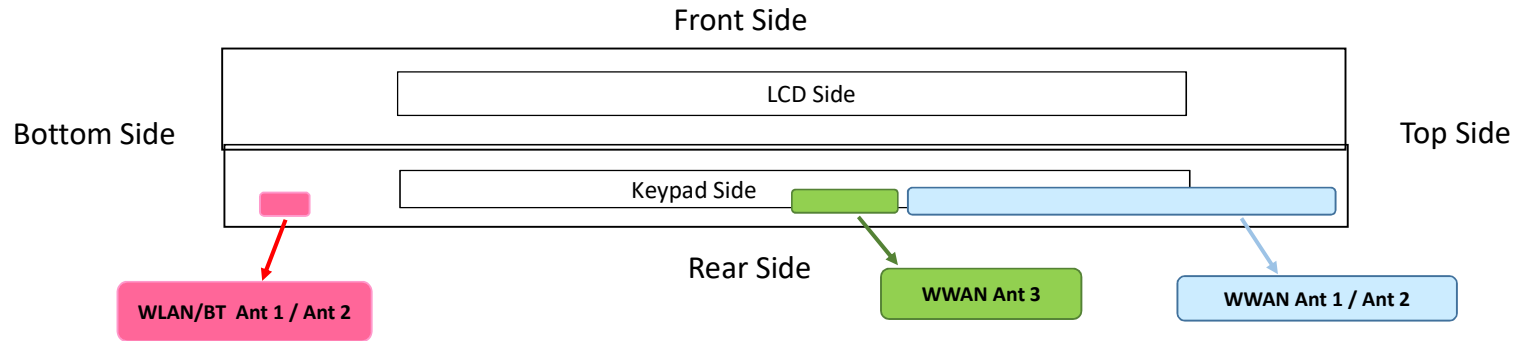 Front Side
LCD Side
Bottom Side
Top Side
Keypad Side
Rear Side
WLAN/BT  Ant 1 / Ant 2
WWAN Ant 3
WWAN Ant 1 / Ant 2